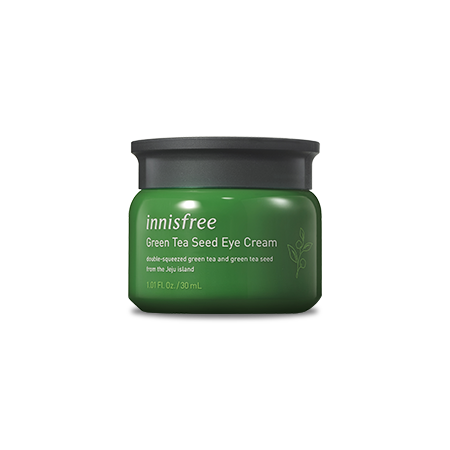 innisfree
Green Tea Seed Eye Cream
double-squeezed green tea and green tea seed
from the Jeju island
1.01 FL.Oz. / 30 mL